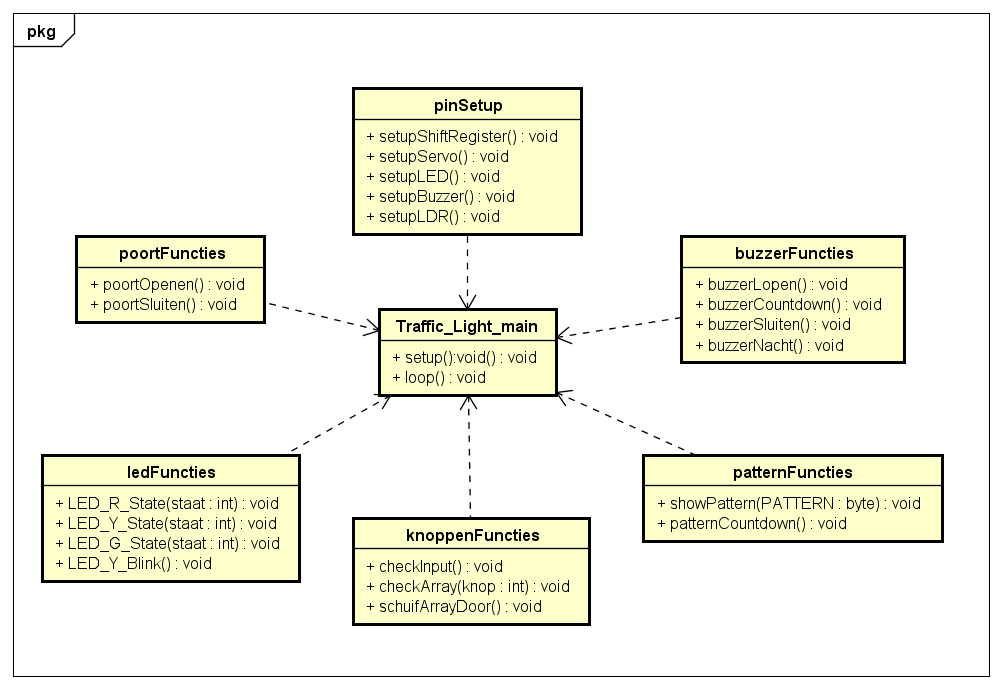 pkg
pinSetup
+ setupShiftRegister() : void
+ setupServo() : void
+ setupLED() : void
+ setupBuzzer() : void
+ setupLDR() : void
poortFuncties
+ poortOpenen() : void
+ poortSluiten() : void
buzzerFuncties
+ buzzerLopen() : void
+ buzzerCountdown() : void
+ buzzerSluiten() : void
+ buzzerNacht() : void
Traffic_Light_main
+ setup():void() : void
+ loop() : void
ledFuncties
+ LED_R_State(staat : int) : void
+ LED_Y_State(staat : int) : void
+ LED_G_State(staat : int) : void
+ LED_Y_Blink() : void
knoppenFuncties
+ checkInput() : void
+ checkArray(knop : int) : void
+ schuifArrayDoor() : void
patternFuncties
+ showPattern(PATTERN : byte) : void
+ patternCountdown() : void